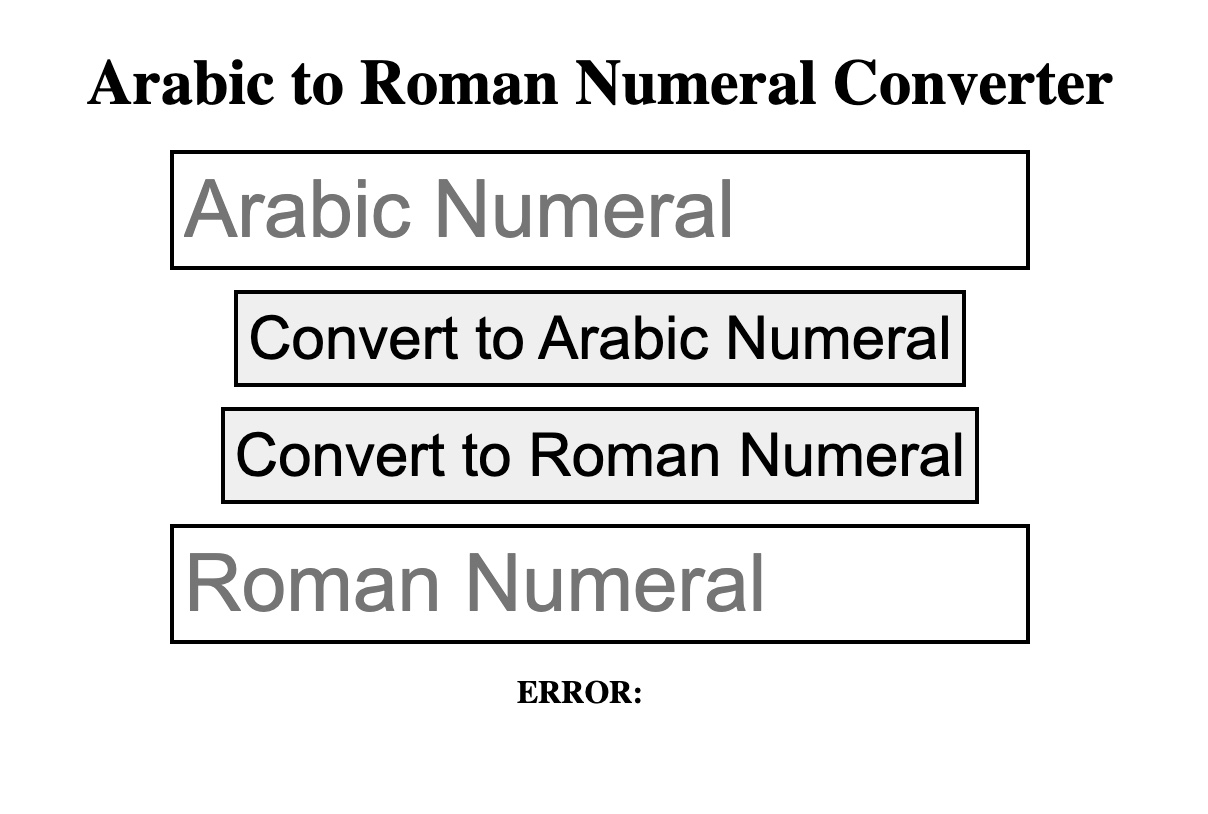 Arabic to Roman Numeral Converter
Arabic Numeral
Convert to Arabic Numeral
Convert to Roman Numeral
Roman Numeral
ERROR: